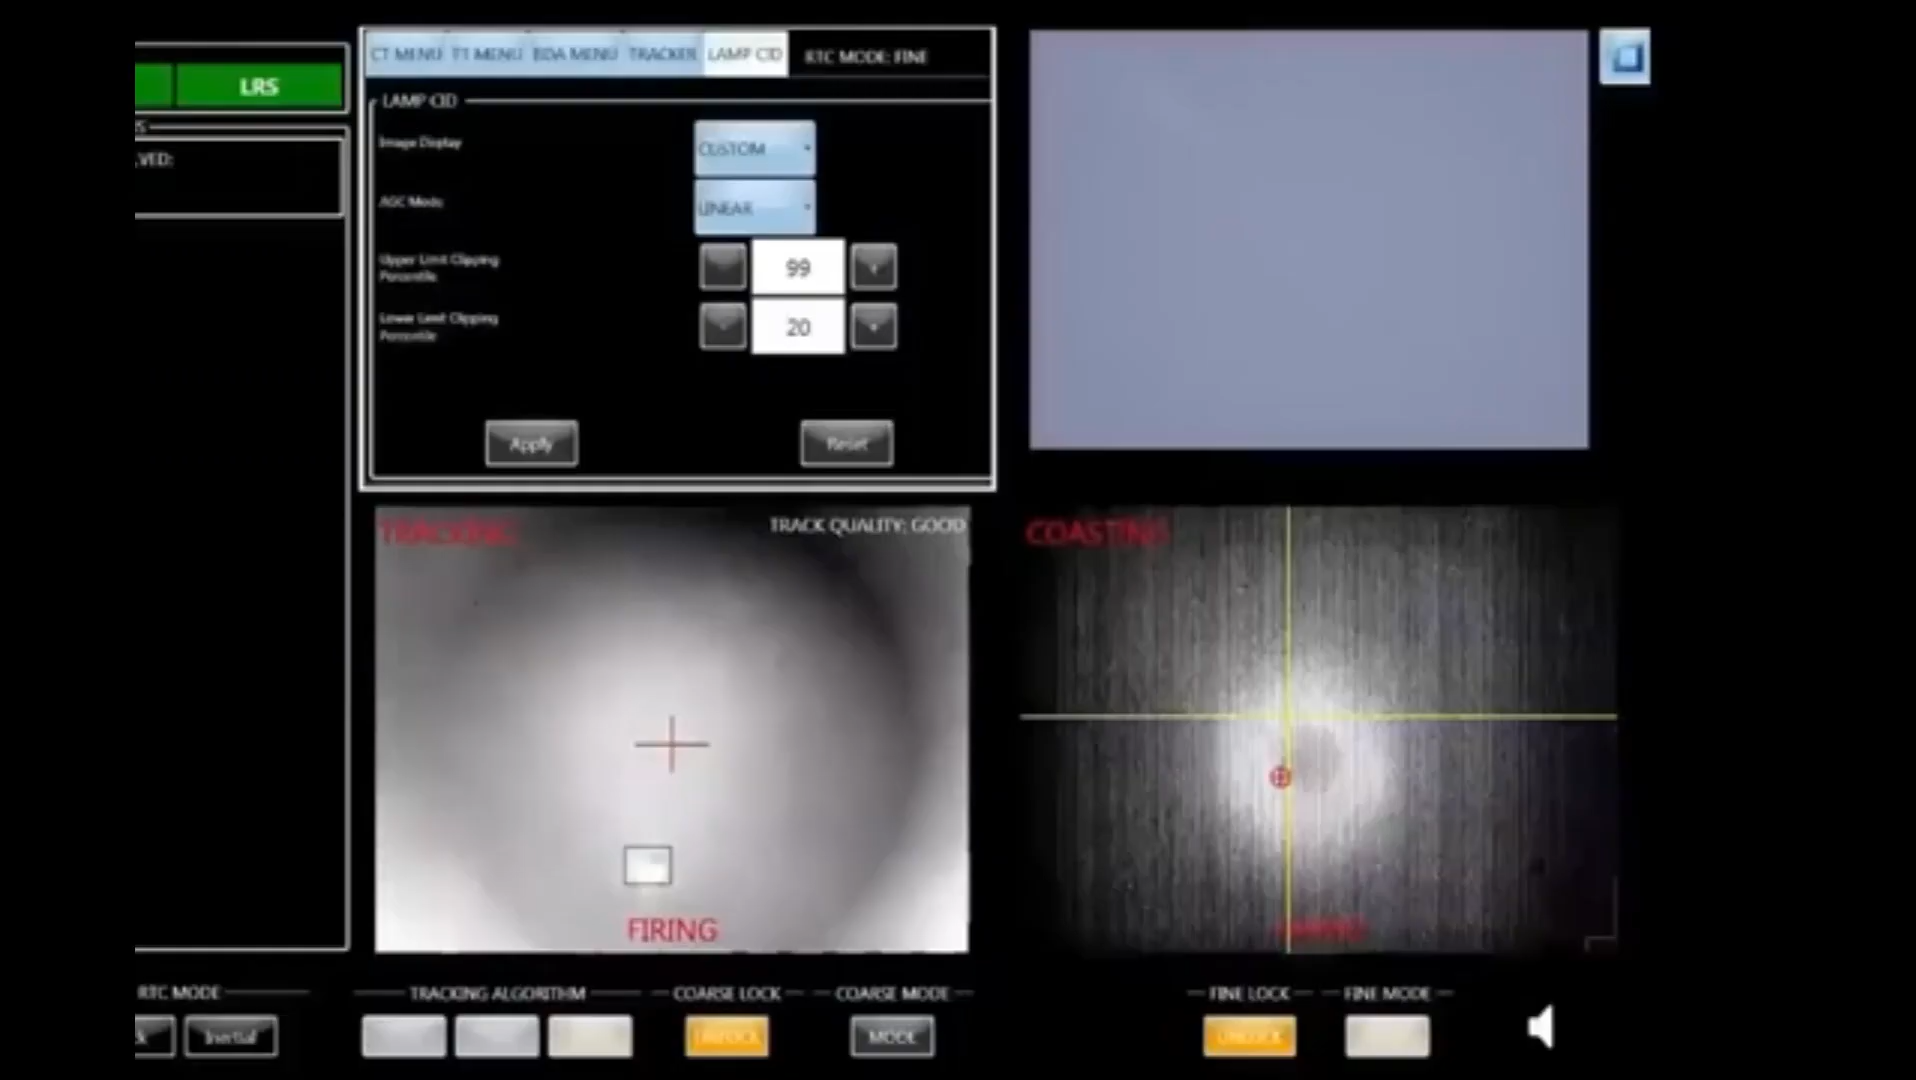 LRS
VED:
CT MENU TT MENU BDA MENU TRACKER LAMP CID RTC MODE: FINE
LAMP CID
Image Display
CUSTOM
AGC Mode
LINEAR
Upper Limit Clipping
Percentile
99
Lower Limit Clipping
Percentile
20
Apply Reset
TRACKING TRACK QUALITY: GOOD
FIRING
COASTING
RTC MODE TRACKING ALGORITHM COARSE LOCK COARSE MODE FINE LOCK FINE MODE
k Inertial MODE